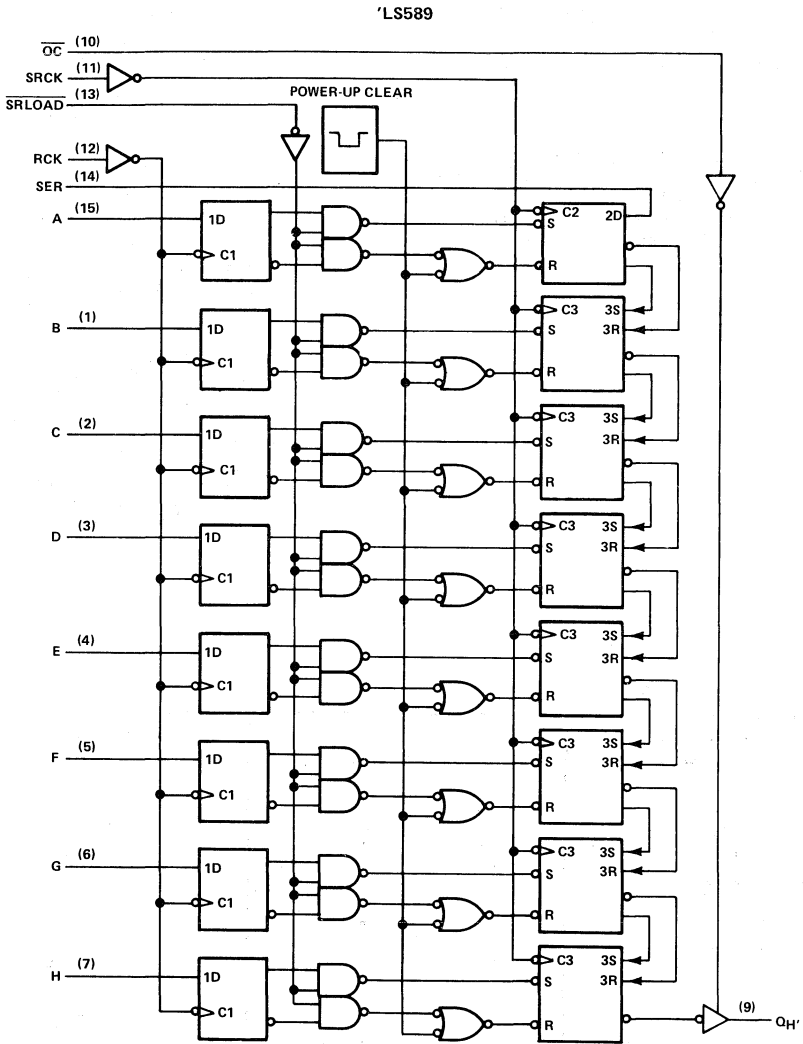 'LS589
OC (10)
SRCK (11)
SRLOAD (13)
POWER-UP CLEAR
RCK (12)
SER (14)
A (15) 1D C1 C2 2D S R
B (1) 1D C1 C3 3S S 3R R
C (2) 1D C1 C3 3S S 3R R
D (3) 1D C1 C3 3S S 3R R
E (4) 1D C1 C3 3S S 3R R
F (5) 1D C1 C3 3S S 3R R
G (6) 1D C1 C3 3S S 3R R
H (7) 1D C1 C3 3S S 3R R
(9) QH'